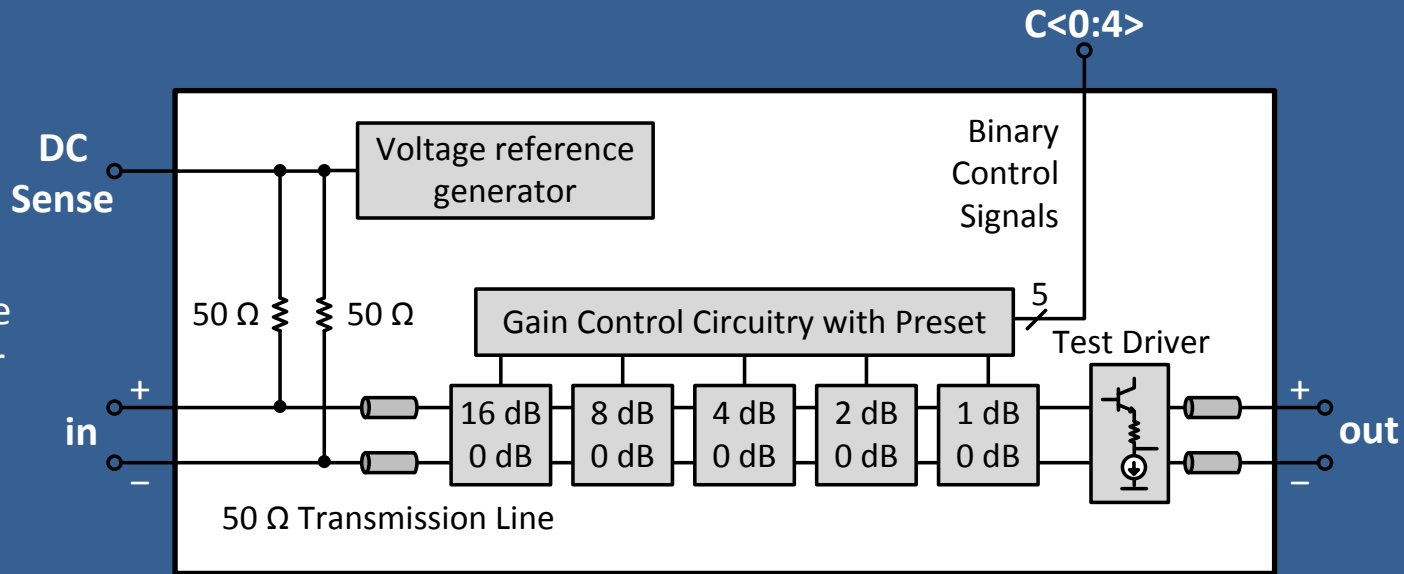 C<0:4>
DC
Sense
Voltage reference
generator
Binary
Control
Signals
50 Ω
50 Ω
5
Gain Control Circuitry with Preset
Test Driver
+
in
−
16 dB
0 dB
8 dB
0 dB
4 dB
0 dB
2 dB
0 dB
1 dB
0 dB
+
out
−
50 Ω Transmission Line